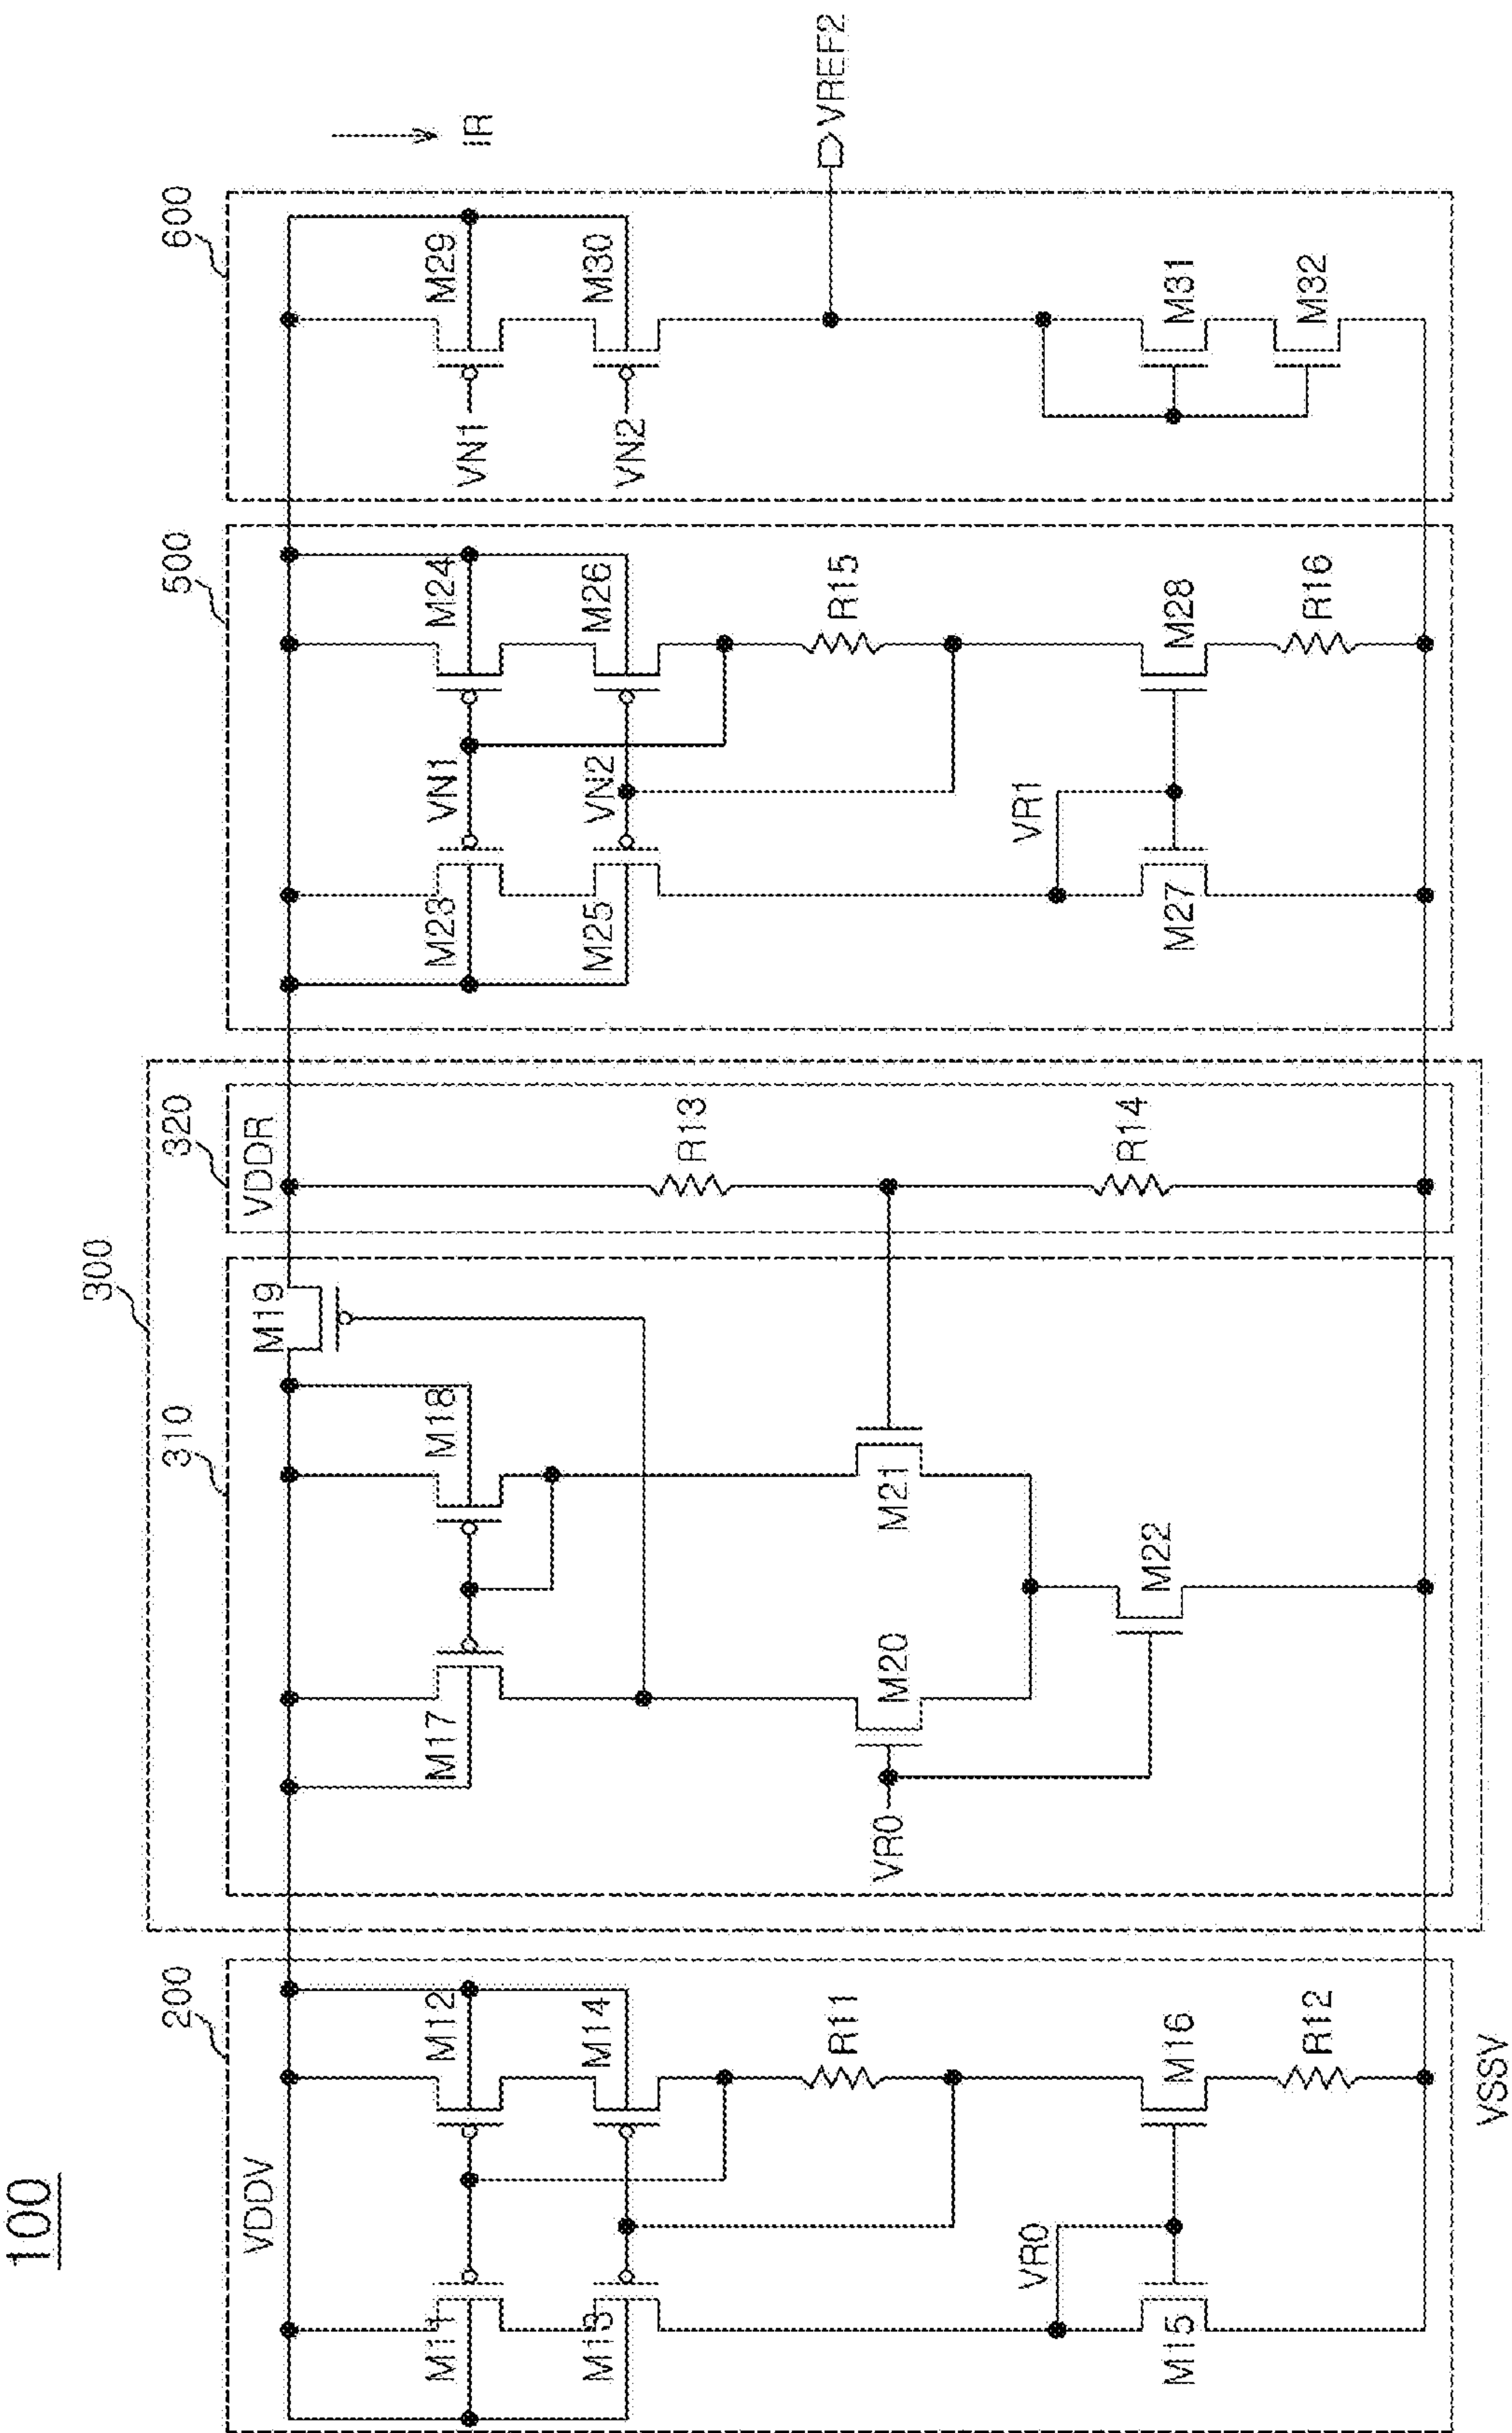 100
200
VDDV
M11
M12
M13
M14
R11
VR0
M15
M16
R12
VSSV
300
310
M17
M18
M19
VR0
M20
M21
M22
320
VDDR
R13
R14
500
M23
M24
VN1
M25
M26
VN2
R15
VR1
M27
M28
R16
600
VN1
M29
VN2
M30
M31
M32
IR
VREF2